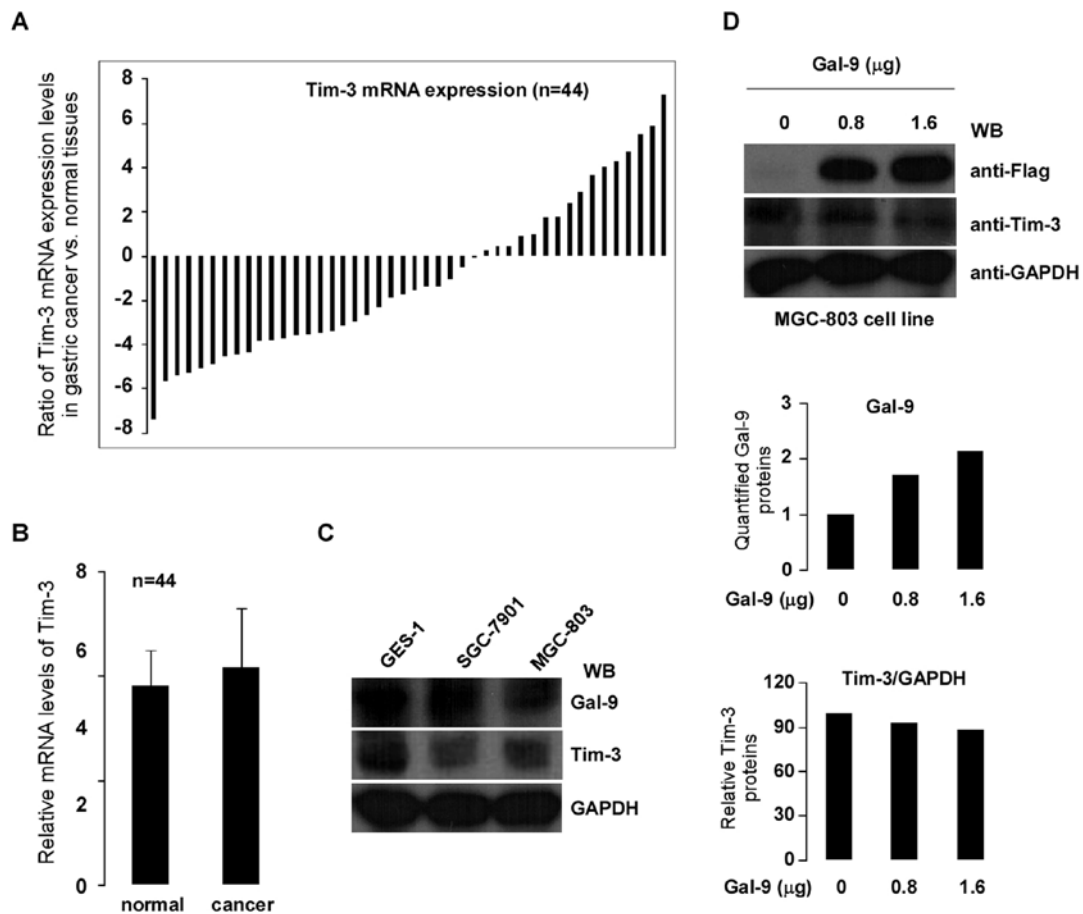 A
Ratio of Tim-3 mRNA expression levels
in gastric cancer vs. normal tissues
8
6
4
2
0
-2
-4
-6
-8
Tim-3 mRNA expression (n=44)
B
Relative mRNA levels of Tim-3
8
6
4
2
0
n=44
normal cancer
C
GES-1 SGC-7901 MGC-803
WB
Gal-9
Tim-3
GAPDH
D
Gal-9 (μg)
0 0.8 1.6 WB
anti-Flag
anti-Tim-3
anti-GAPDH
MGC-803 cell line
Gal-9
Quantified Gal-9
proteins
3
2
1
0
Gal-9 (μg) 0 0.8 1.6
Tim-3/GAPDH
Relative Tim-3
proteins
120
90
60
30
0
Gal-9 (μg) 0 0.8 1.6